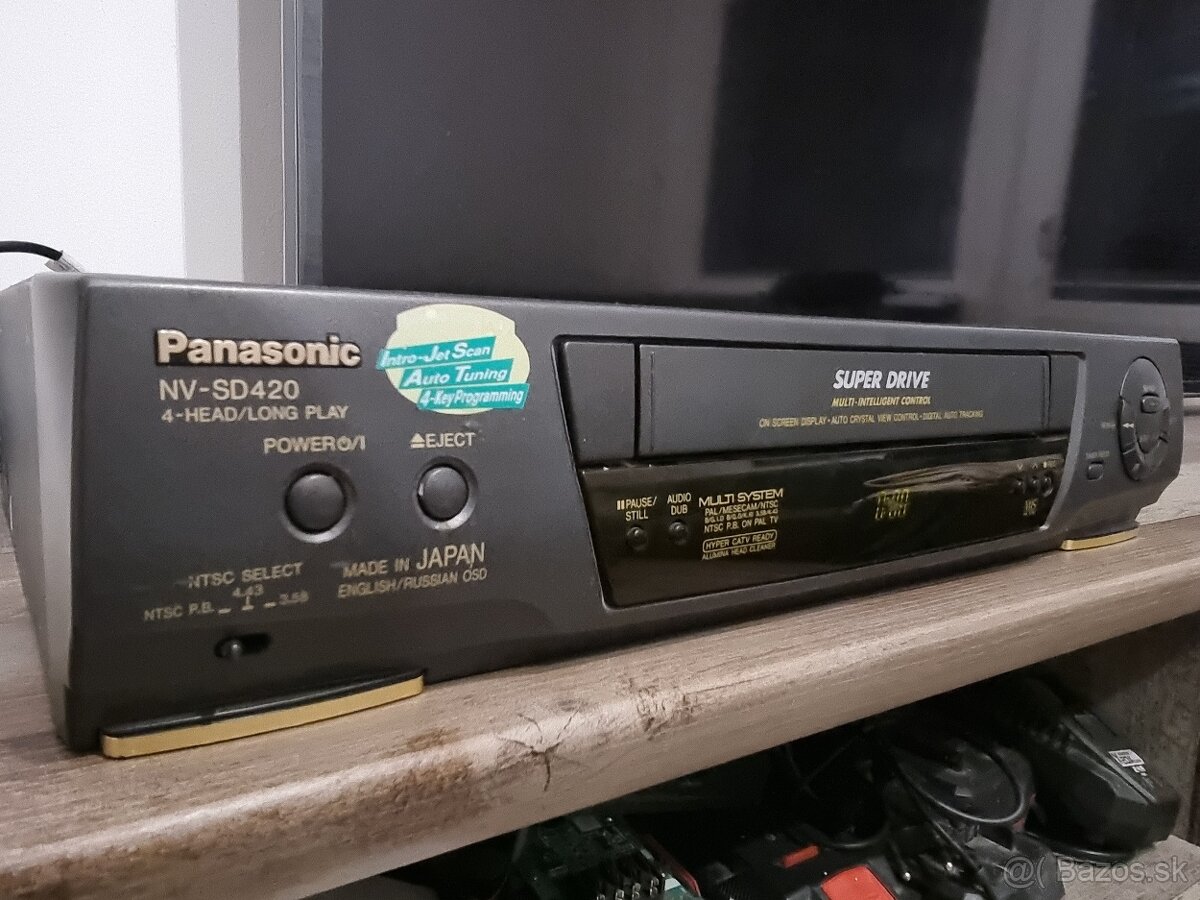 Panasonic
NV-SD420
4-HEAD/LONG PLAY
Intro-Jet Scan
Auto Tuning
4-Key Programming
POWER ⏻/I
⏏EJECT
NTSC SELECT
4.43
NTSC P.B. 3.58
MADE IN JAPAN
ENGLISH/RUSSIAN OSD
SUPER DRIVE
MULTI-INTELLIGENT CONTROL
ON SCREEN DISPLAY • AUTO CRYSTAL VIEW CONTROL • DIGITAL AUTO TRACKING
⏸PAUSE/
STILL
AUDIO
DUB
MULTI SYSTEM
PAL/MESECAM/NTSC
NTSC P.B. ON PAL TV
HYPER CATV READY
ALUMINA HEAD CLEANER
VHS
@( Bazos.sk